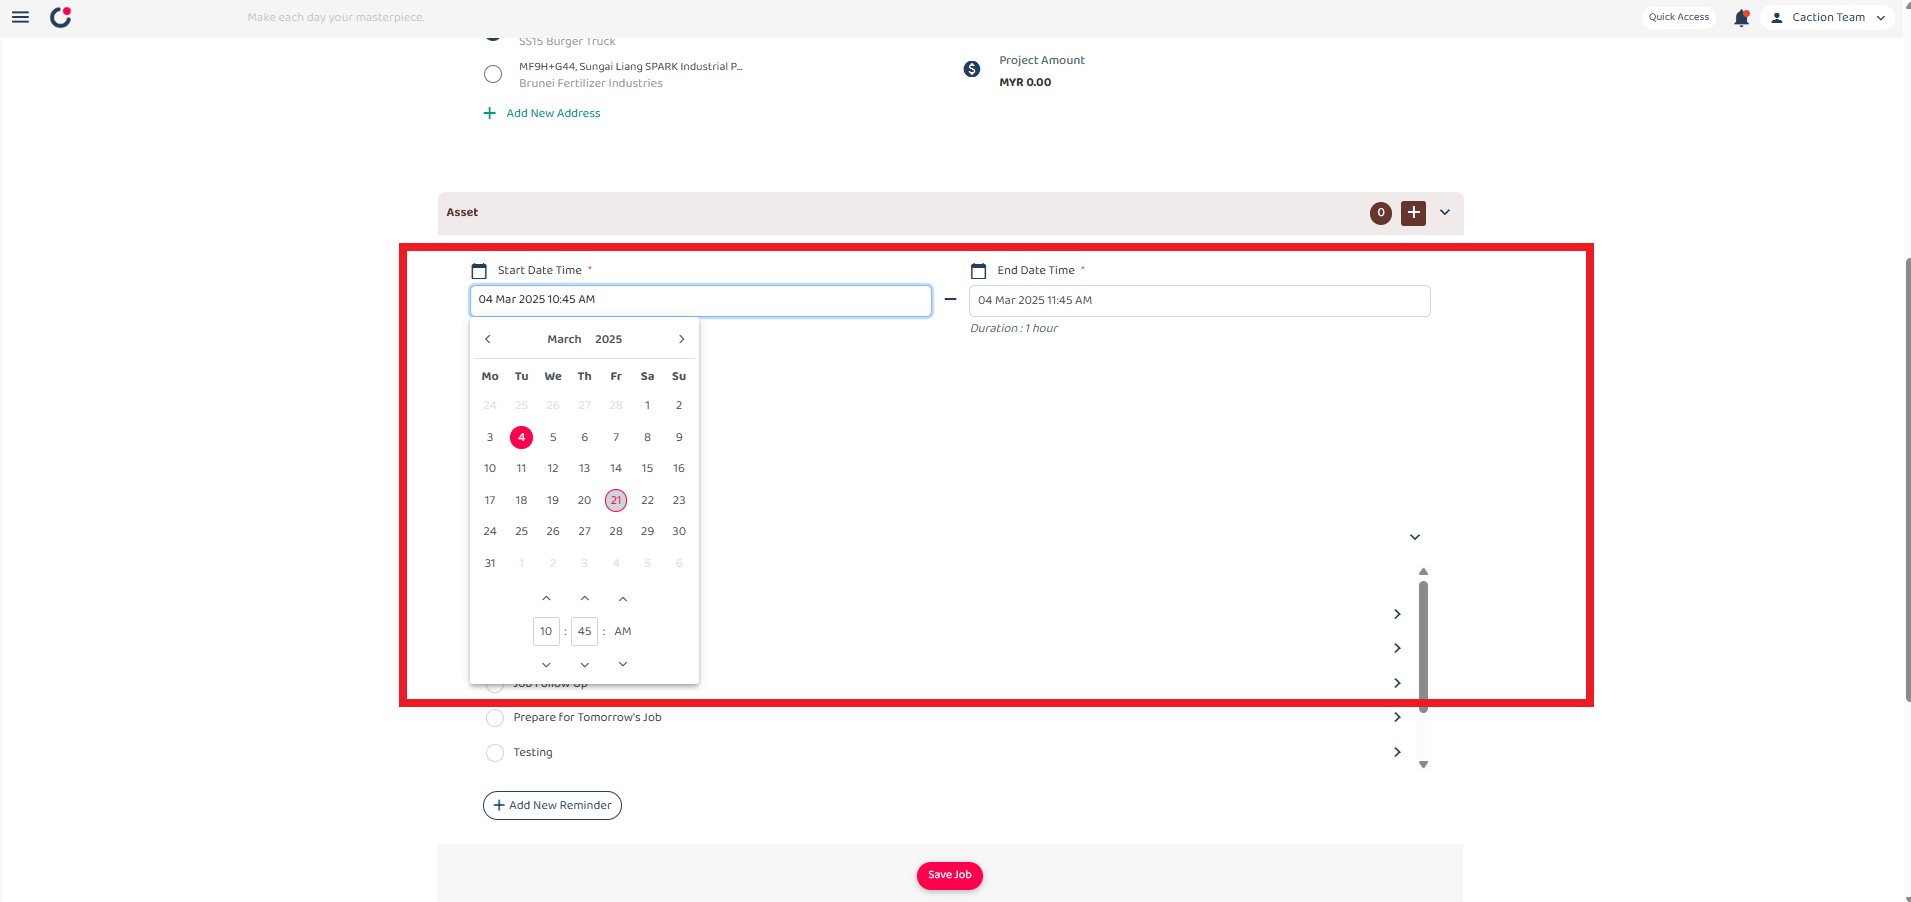 Make each day your masterpiece.
Quick Access
Caction Team
SS15 Burger Truck
MF9H+G44, Sungai Liang SPARK Industrial P...
Brunei Fertilizer Industries
Project Amount
MYR 0.00
+ Add New Address
Asset
0 +
Start Date Time *
04 Mar 2025 10:45 AM
End Date Time *
04 Mar 2025 11:45 AM
Duration : 1 hour
March 2025
Mo Tu We Th Fr Sa Su
24 25 26 27 28 1 2
3 4 5 6 7 8 9
10 11 12 13 14 15 16
17 18 19 20 21 22 23
24 25 26 27 28 29 30
31 1 2 3 4 5 6
10 : 45 : AM
Job Follow Up
Prepare for Tomorrow's Job
Testing
+ Add New Reminder
Save Job